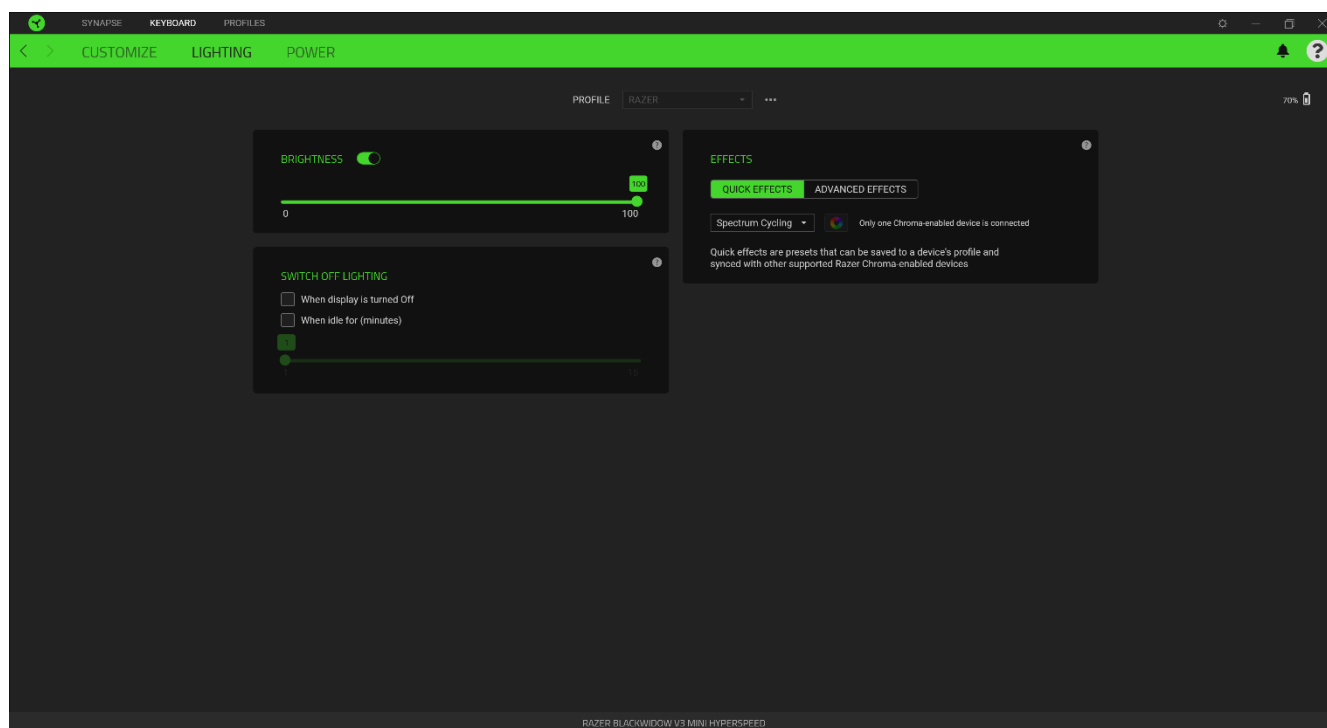 SYNAPSE KEYBOARD PROFILES
CUSTOMIZE LIGHTING POWER
PROFILE RAZER
70%
BRIGHTNESS
100
0 100
SWITCH OFF LIGHTING
When display is turned Off
When idle for (minutes)
1
1 15
EFFECTS
QUICK EFFECTS ADVANCED EFFECTS
Spectrum Cycling Only one Chroma-enabled device is connected
Quick effects are presets that can be saved to a device's profile and
synced with other supported Razer Chroma-enabled devices
RAZER BLACKWIDOW V3 MINI HYPERSPEED